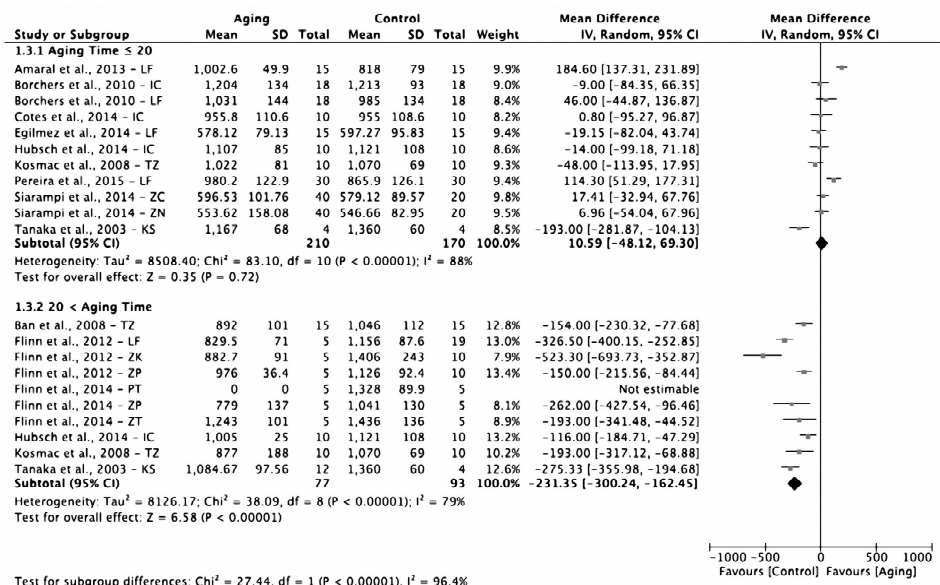 Aging Control Mean Difference Mean Difference
Study or Subgroup Mean SD Total Mean SD Total Weight IV, Random, 95% CI IV, Random, 95% CI
1.3.1 Aging Time ≤ 20
Amaral et al., 2013 – LF 1,002.6 49.9 15 818 79 15 9.9% 184.60 [137.31, 231.89]
Borchers et al., 2010 – IC 1,204 134 18 1,213 93 18 9.0% -9.00 [-84.35, 66.35]
Borchers et al., 2010 – LF 1,031 144 18 985 134 18 8.4% 46.00 [-44.87, 136.87]
Cotes et al., 2014 – IC 955.8 110.6 10 955 108.6 10 8.2% 0.80 [-95.27, 96.87]
Egilmez et al., 2014 – LF 578.12 79.13 15 597.27 95.83 15 9.4% -19.15 [-82.04, 43.74]
Hubsch et al., 2014 – IC 1,107 85 10 1,121 108 10 8.6% -14.00 [-99.18, 71.18]
Kosmac et al., 2008 – TZ 1,022 81 10 1,070 69 10 9.3% -48.00 [-113.95, 17.95]
Pereira et al., 2015 – LF 980.2 122.9 30 865.9 126.1 30 9.4% 114.30 [51.29, 177.31]
Siarampi et al., 2014 – ZC 596.53 101.76 40 579.12 89.57 20 9.8% 17.41 [-32.94, 67.76]
Siarampi et al., 2014 – ZN 553.62 158.08 40 546.66 82.95 20 9.5% 6.96 [-54.04, 67.96]
Tanaka et al., 2003 – KS 1,167 68 4 1,360 60 4 8.5% -193.00 [-281.87, -104.13]
Subtotal (95% CI) 210 170 100.0% 10.59 [-48.12, 69.30]
Heterogeneity: Tau² = 8508.40; Chi² = 83.10, df = 10 (P < 0.00001); I² = 88%
Test for overall effect: Z = 0.35 (P = 0.72)
1.3.2 20 < Aging Time
Ban et al., 2008 – TZ 892 101 15 1,046 112 15 12.8% -154.00 [-230.32, -77.68]
Flinn et al., 2012 – LF 829.5 71 5 1,156 87.6 19 13.0% -326.50 [-400.15, -252.85]
Flinn et al., 2012 – ZK 882.7 91 5 1,406 243 10 7.9% -523.30 [-693.73, -352.87]
Flinn et al., 2012 – ZP 976 36.4 5 1,126 92.4 10 13.4% -150.00 [-215.56, -84.44]
Flinn et al., 2014 – PT 0 0 5 1,328 89.9 5 Not estimable
Flinn et al., 2014 – ZP 779 137 5 1,041 130 5 8.1% -262.00 [-427.54, -96.46]
Flinn et al., 2014 – ZT 1,243 101 5 1,436 136 5 8.9% -193.00 [-341.48, -44.52]
Hubsch et al., 2014 – IC 1,005 25 10 1,121 108 10 13.2% -116.00 [-184.71, -47.29]
Kosmac et al., 2008 – TZ 877 188 10 1,070 69 10 10.2% -193.00 [-317.12, -68.88]
Tanaka et al., 2003 – KS 1,084.67 97.56 12 1,360 60 4 12.6% -275.33 [-355.98, -194.68]
Subtotal (95% CI) 77 93 100.0% -231.35 [-300.24, -162.45]
Heterogeneity: Tau² = 8126.17; Chi² = 38.09, df = 8 (P < 0.00001); I² = 79%
Test for overall effect: Z = 6.58 (P < 0.00001)
-1000 -500 0 500 1000
Favours [Control] Favours [Aging]
Test for subgroup differences: Chi² = 27.44, df = 1 (P < 0.00001), I² = 96.4%